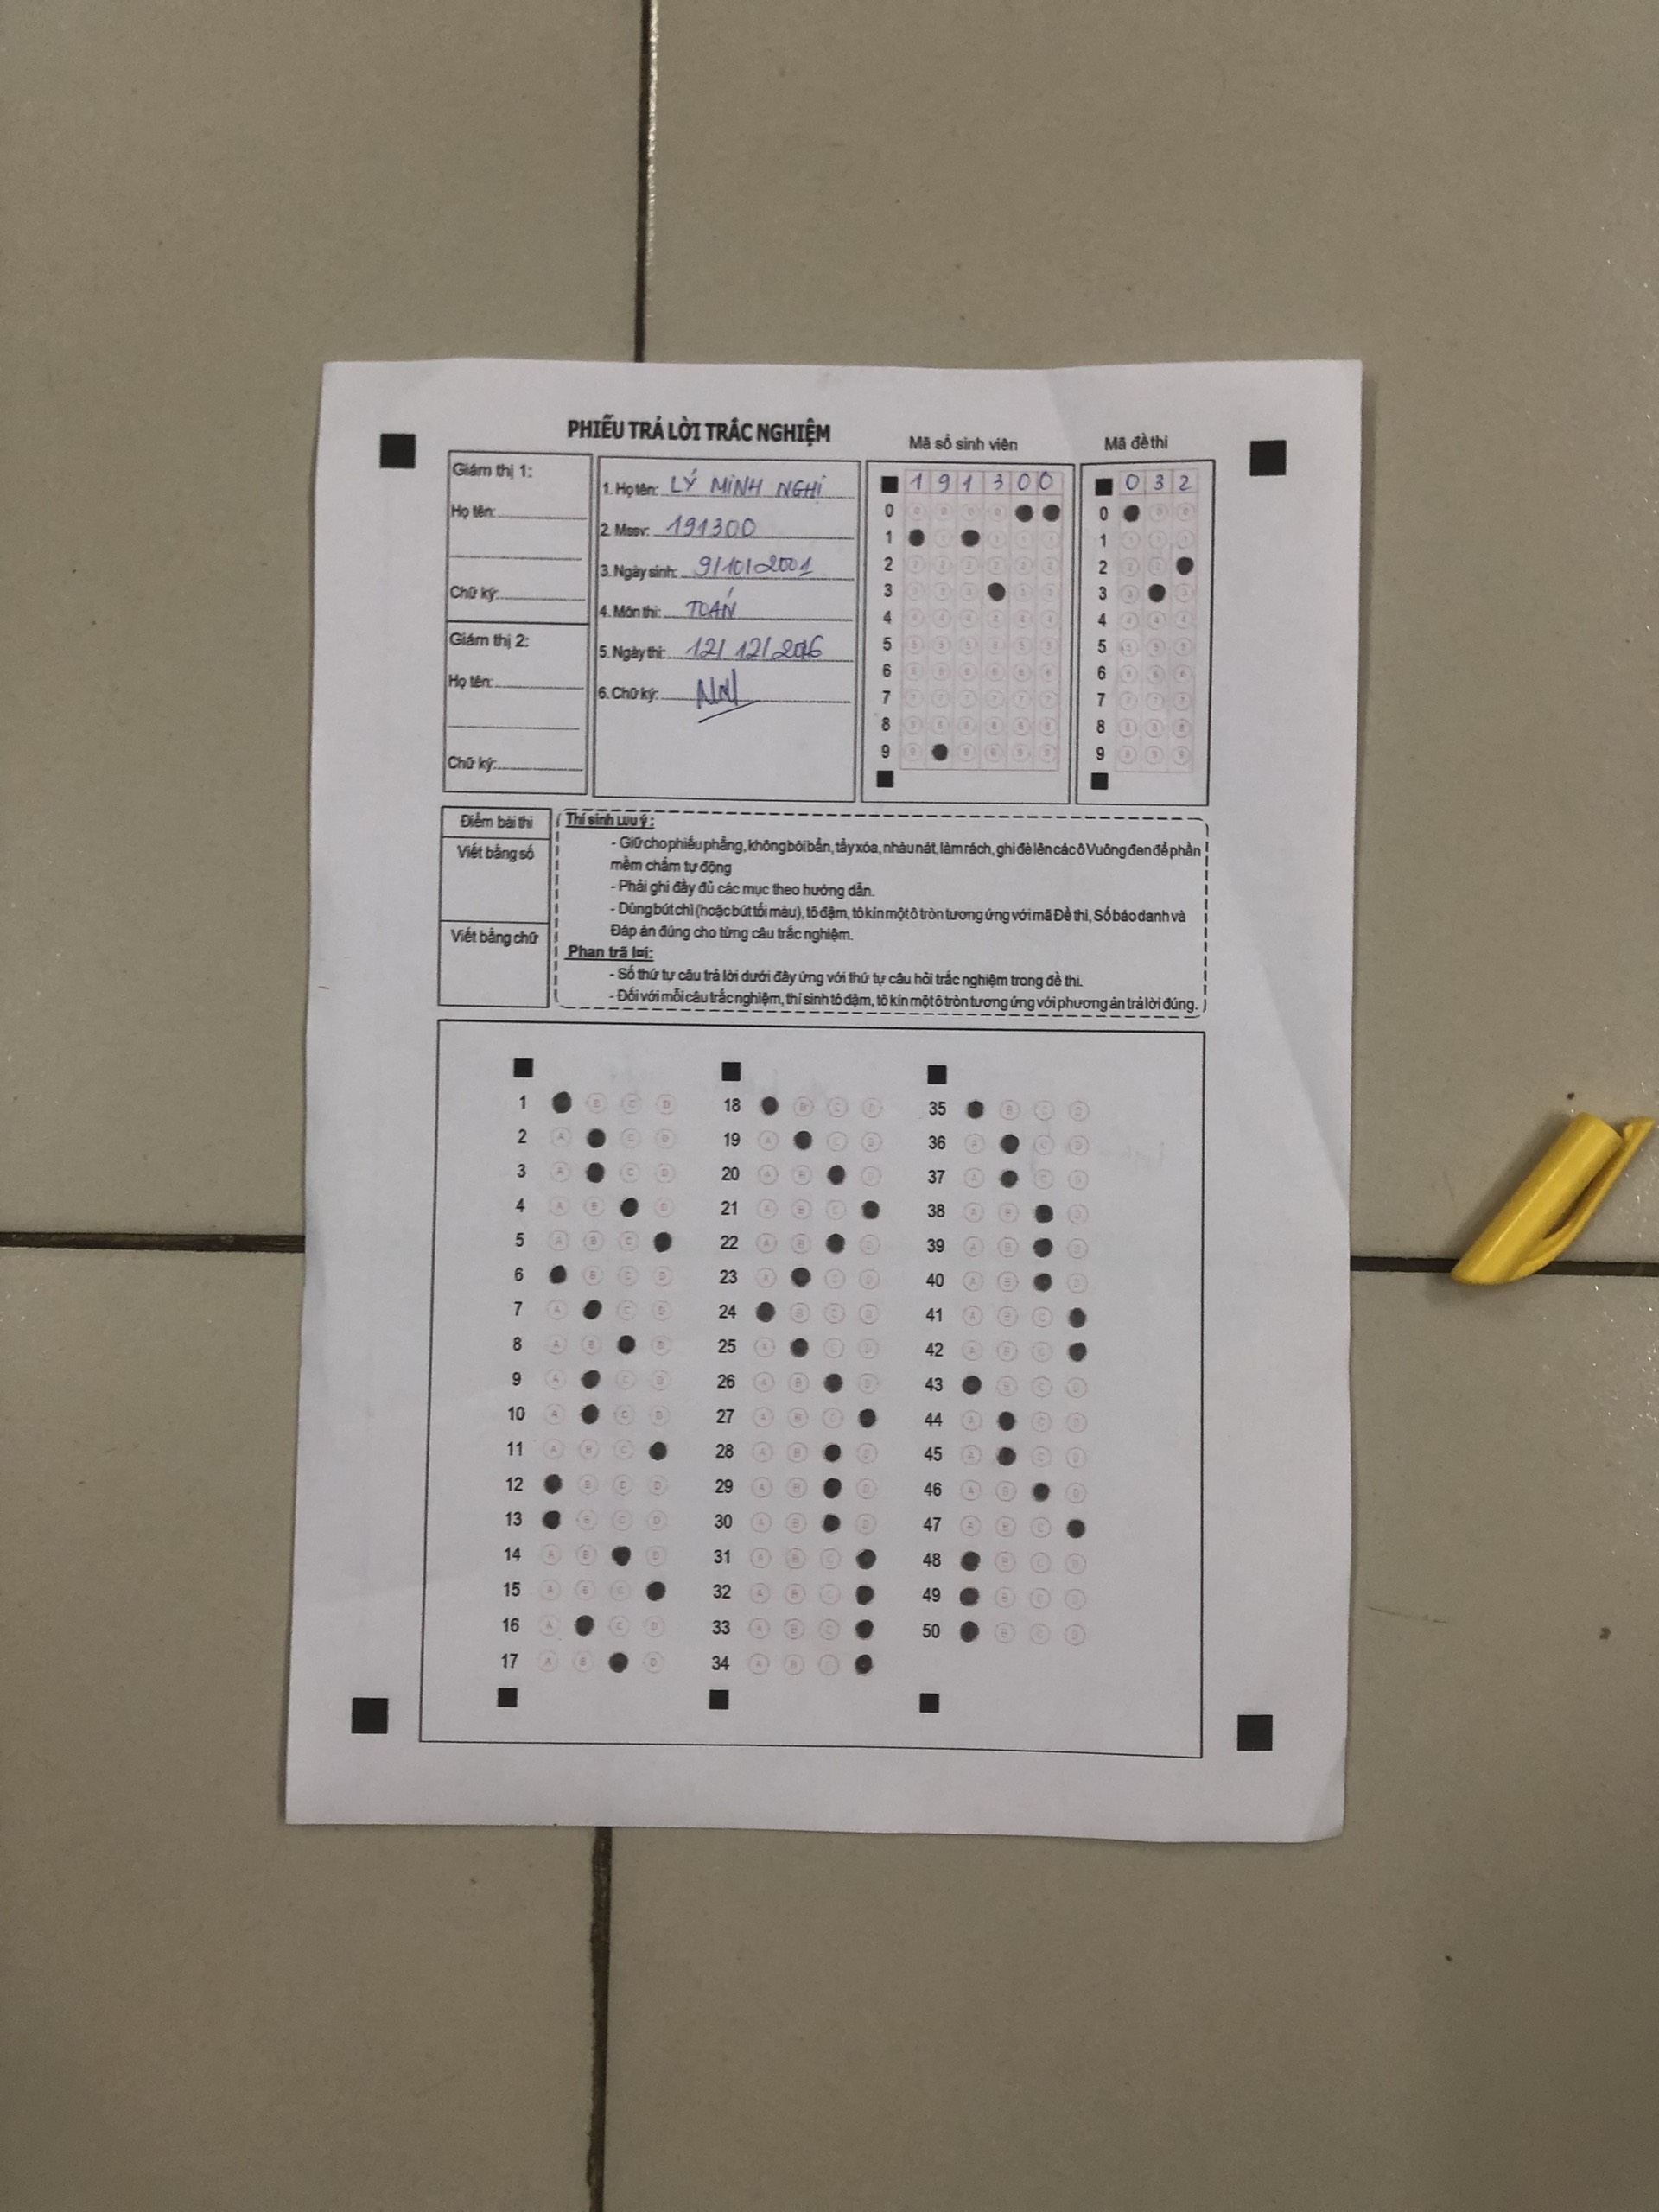 PHIẾU TRẢ LỜI TRẮC NGHIỆM
Mã số sinh viên
Mã đề thi
Giám thị 1:
Họ tên:
Chữ ký:
Giám thị 2:
Họ tên:
Chữ ký:
1. Họ tên: LÝ MINH NGHỊ
2. Mssv: 191300
3. Ngày sinh: 9/10/2001
4. Môn thi: TOÁN
5. Ngày thi: 12/12/2016
6. Chữ ký:
1 9 1 3 0 0
0
1
2
3
4
5
6
7
8
9
0 3 2
0
1
2
3
4
5
6
7
8
9
Điểm bài thi
Viết bằng số
Viết bằng chữ
Thí sinh lưu ý:
- Giữ cho phiếu phẳng, không bôi bẩn, tẩy xóa, nhàu nát, làm rách, ghi đè lên các ô Vuông đen để phần
mềm chấm tự động
- Phải ghi đầy đủ các mục theo hướng dẫn.
- Dùng bút chì (hoặc bút tối màu), tô đậm, tô kín một ô tròn tương ứng với mã Đề thi, Số báo danh và
Đáp án đúng cho từng câu trắc nghiệm.
Phan trã lơi:
- Số thứ tự câu trả lời dưới đây ứng với thứ tự câu hỏi trắc nghiệm trong đề thi.
- Đối với mỗi câu trắc nghiệm, thí sinh tô đậm, tô kín một ô tròn tương ứng với phương án trả lời đúng.
1 B C D
2 A C D
3 A C D
4 A B D
5 A B C
6 B C D
7 A C D
8 A B D
9 A C D
10 A C D
11 A B C
12 B C D
13 B C D
14 A B D
15 A B C
16 A C D
17 A B D
18 B C D
19 A C D
20 A B D
21 A B C
22 A B D
23 A C D
24 B C D
25 A C D
26 A B D
27 A B C
28 A B D
29 A B D
30 A B D
31 A B C
32 A B C
33 A B C
34 A B C
35 B C D
36 A C D
37 A C D
38 A B D
39 A B D
40 A B D
41 A B C
42 A B C
43 B C D
44 A C D
45 A C D
46 A B D
47 A B C
48 B C D
49 B C D
50 B C D